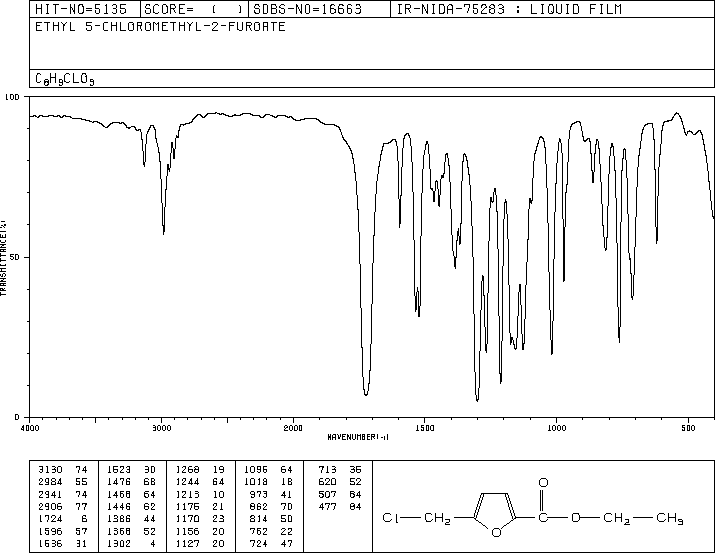 HIT-NO=5135 SCORE= ( ) SDBS-NO=16663 IR-NIDA-75283 : LIQUID FILM
ETHYL 5-CHLOROMETHYL-2-FUROATE
C8H9CLO3
100
50
0
TRANSMITTANCE(%)
4000 3000 2000 1500 1000 500
WAVENUMBER(-1)
3130 74 1523 30 1268 19 1096 64 713 35
2984 55 1476 68 1244 64 1018 18 620 52
2941 74 1468 64 1213 10 973 41 507 84
2906 77 1446 62 1175 21 862 70 477 84
1724 6 1386 44 1170 23 814 50
1596 57 1368 52 1156 20 762 22
1536 31 1302 4 1127 20 724 47
O
Cl CH2 O C O CH2 CH3